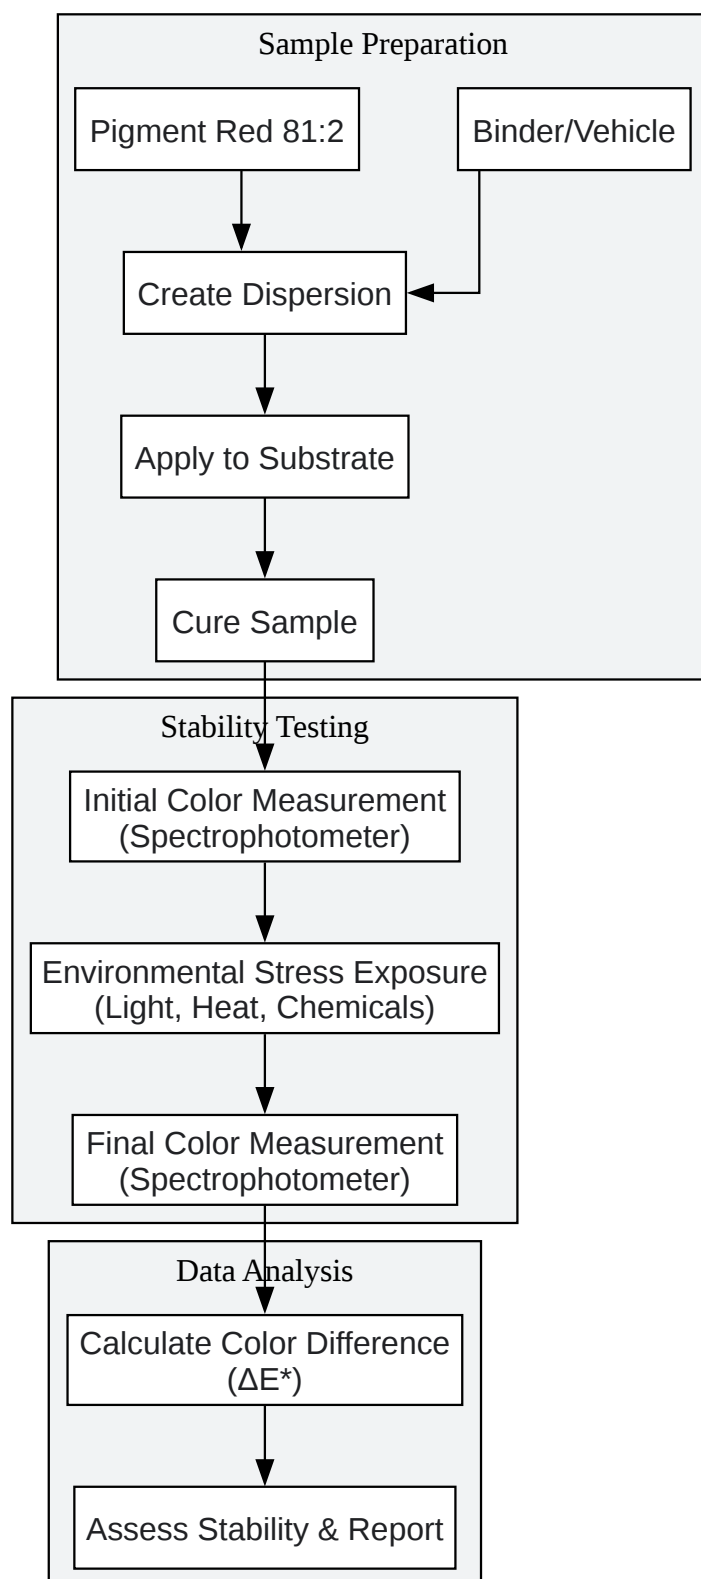 Sample Preparation
Pigment Red 81:2
Binder/Vehicle
Create Dispersion
Apply to Substrate
Cure Sample
Stability Testing
Initial Color Measurement
(Spectrophotometer)
Environmental Stress Exposure
(Light, Heat, Chemicals)
Final Color Measurement
(Spectrophotometer)
Data Analysis
Calculate Color Difference
(ΔE*)
Assess Stability & Report